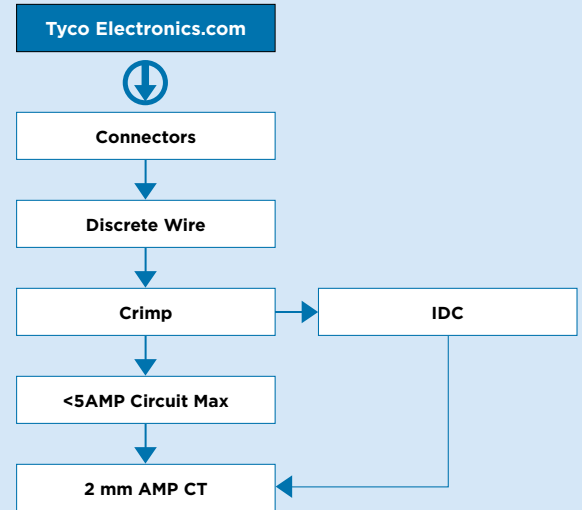 Tyco Electronics.com
Connectors
Discrete Wire
Crimp
IDC
<5AMP Circuit Max
2 mm AMP CT